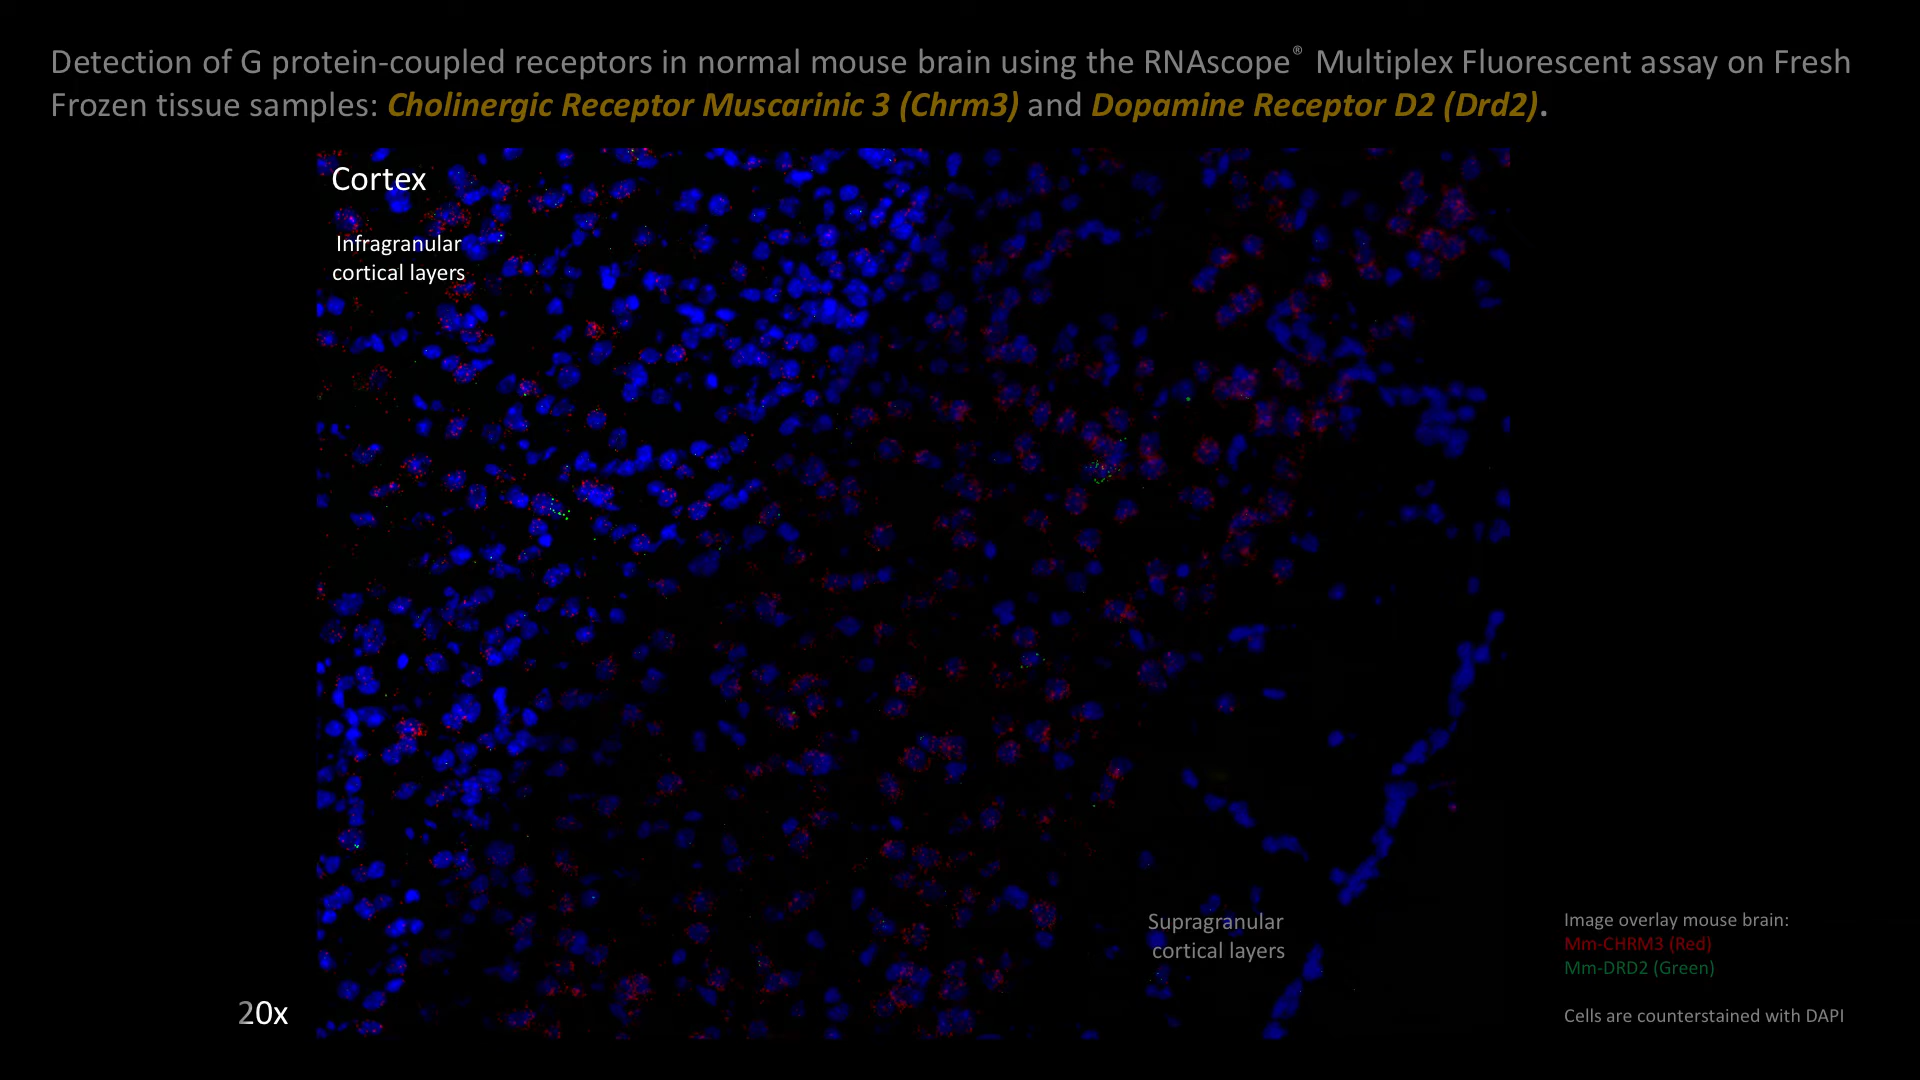 Detection of G protein-coupled receptors in normal mouse brain using the RNAscope® Multiplex Fluorescent assay on Fresh
Frozen tissue samples: Cholinergic Receptor Muscarinic 3 (Chrm3) and Dopamine Receptor D2 (Drd2).
Cortex
Infragranular
cortical layers
Supragranular
cortical layers
Image overlay mouse brain:
Mm-CHRM3 (Red)
Mm-DRD2 (Green)
Cells are counterstained with DAPI
20x